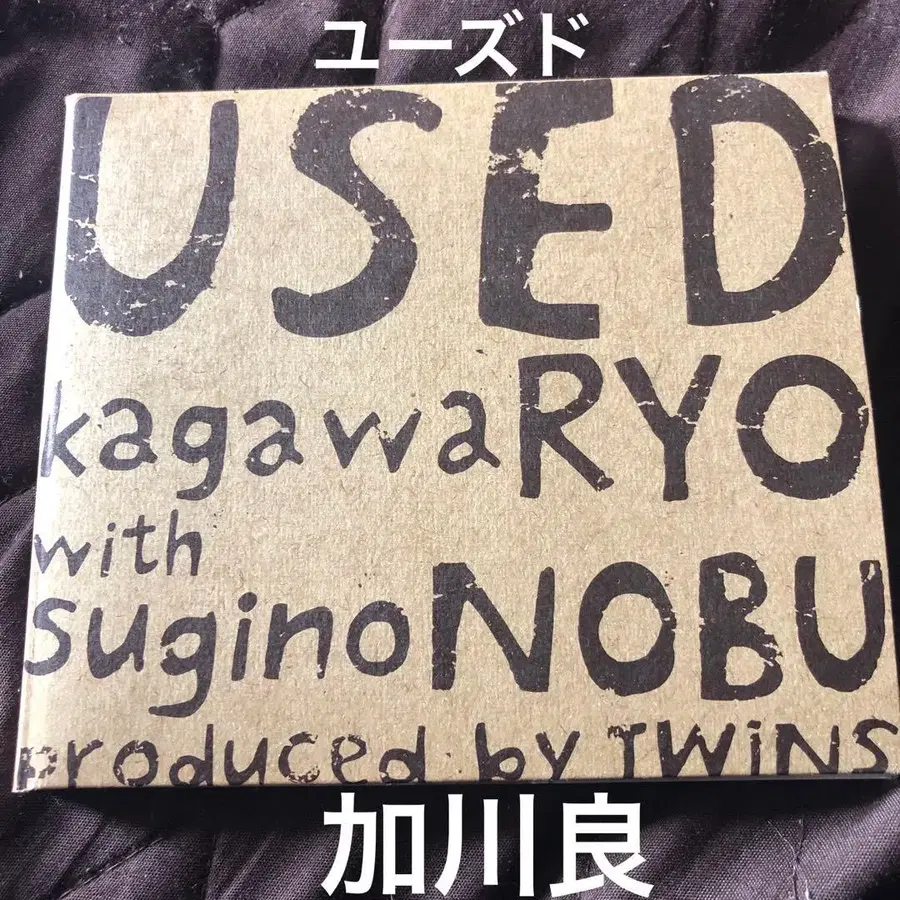 ユーズド
USED
kagawaRYO
with
suginoNOBU
produced by TWiNS
加川良